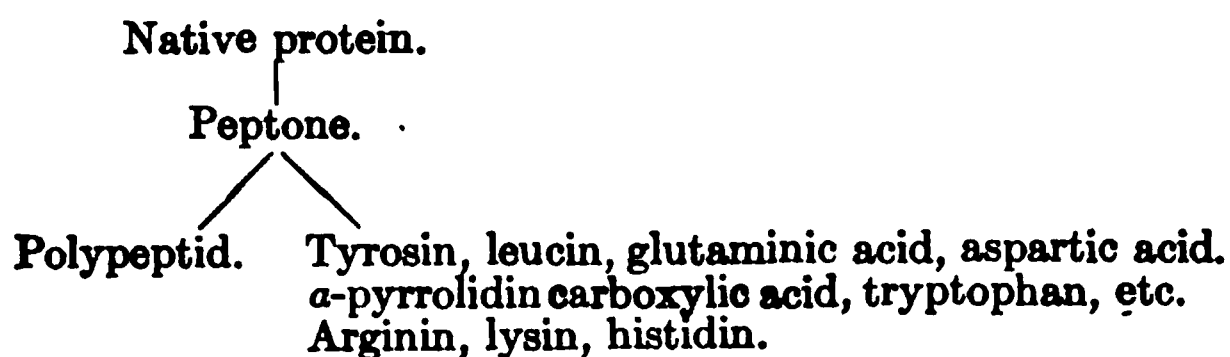 Native protein.
Peptone.
Polypeptid. Tyrosin, leucin, glutaminic acid, aspartic acid.
α-pyrrolidin carboxylic acid, tryptophan, etc.
Arginin, lysin, histidin.